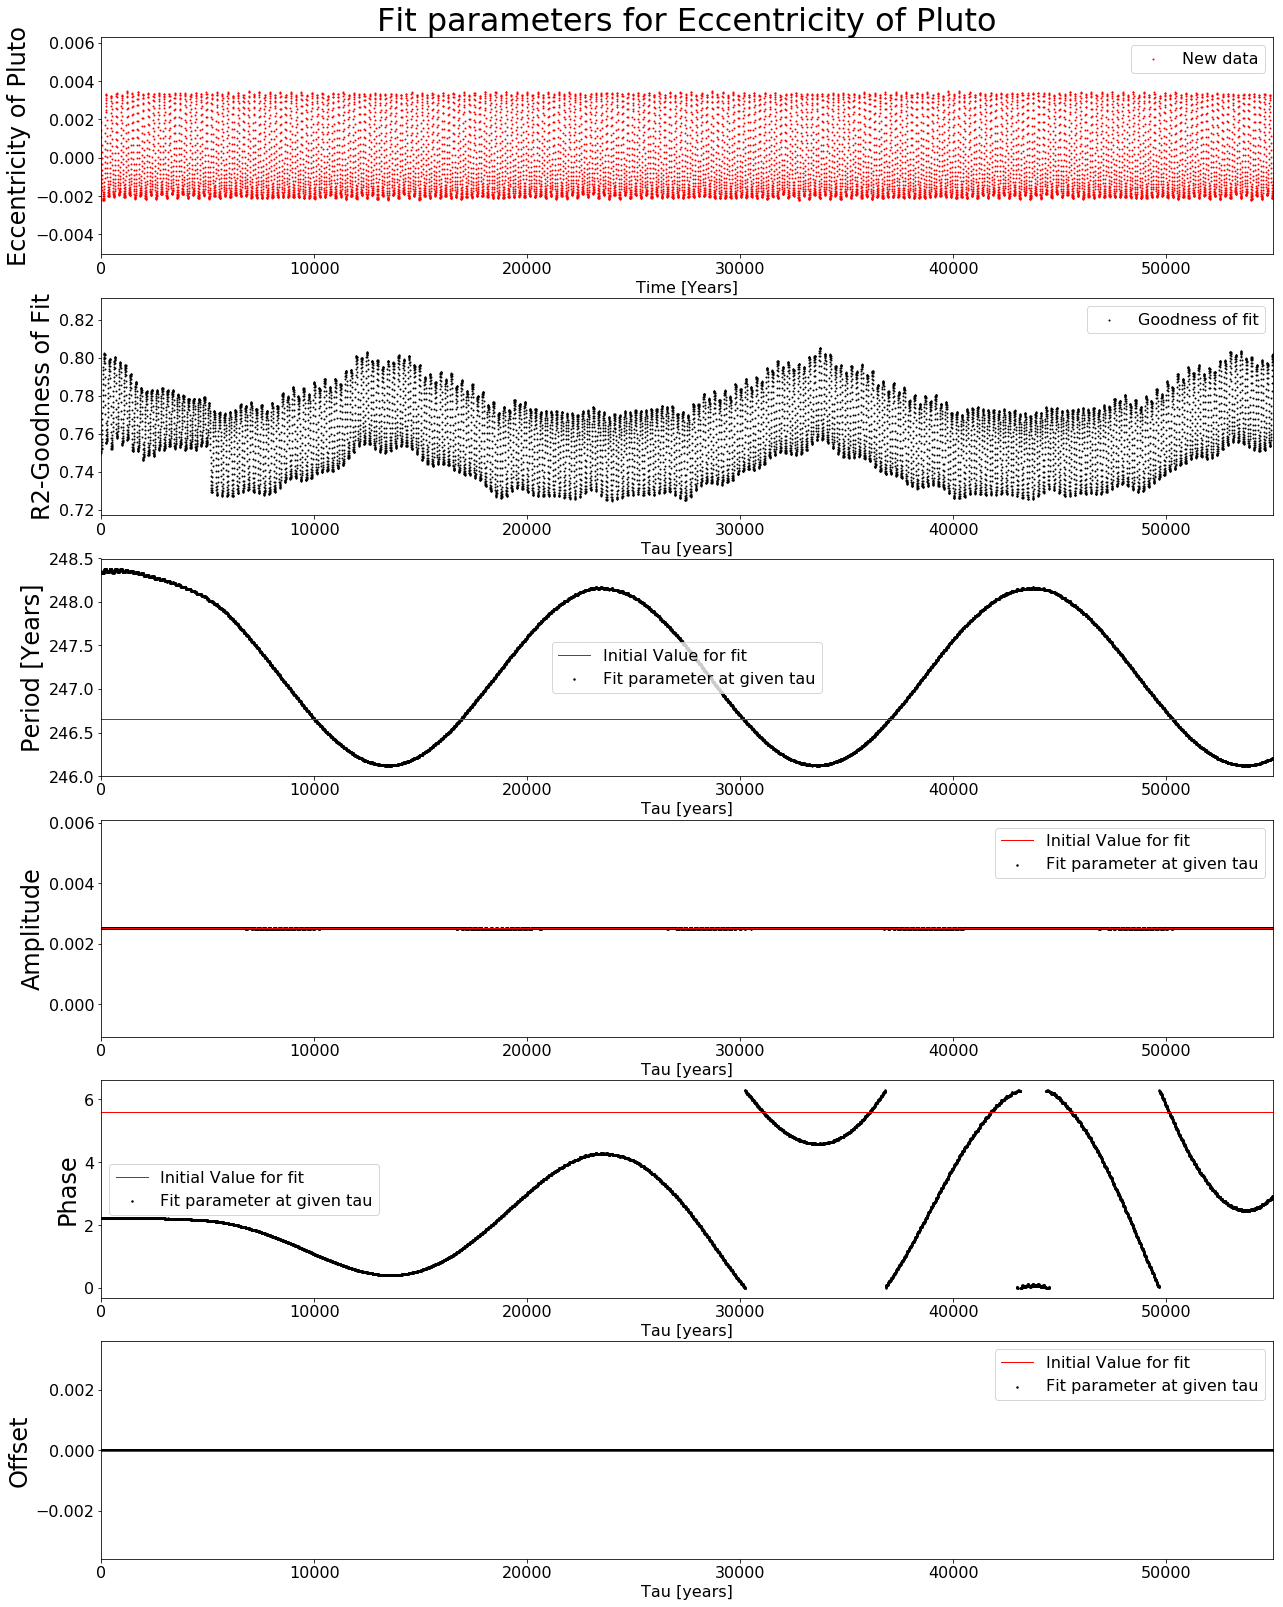 Fit parameters for Eccentricity of Pluto
Eccentricity of Pluto
0.006
0.004
0.002
0.000
−0.002
−0.004
New data
0 10000 20000 30000 40000 50000
Time [Years]
R2-Goodness of Fit
0.82
0.80
0.78
0.76
0.74
0.72
Goodness of fit
0 10000 20000 30000 40000 50000
Tau [years]
Period [Years]
248.5
248.0
247.5
247.0
246.5
246.0
Initial Value for fit
Fit parameter at given tau
0 10000 20000 30000 40000 50000
Tau [years]
Amplitude
0.006
0.004
0.002
0.000
Initial Value for fit
Fit parameter at given tau
0 10000 20000 30000 40000 50000
Tau [years]
Phase
6
4
2
0
Initial Value for fit
Fit parameter at given tau
0 10000 20000 30000 40000 50000
Tau [years]
Offset
0.002
0.000
−0.002
Initial Value for fit
Fit parameter at given tau
0 10000 20000 30000 40000 50000
Tau [years]